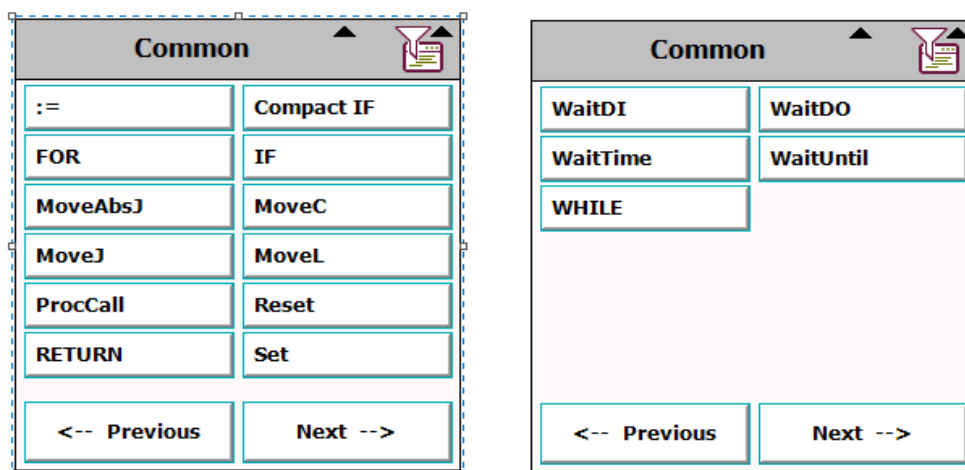 Common
:=
Compact IF
FOR
IF
MoveAbsJ
MoveC
MoveJ
MoveL
ProcCall
Reset
RETURN
Set
<-- Previous
Next -->
Common
WaitDI
WaitDO
WaitTime
WaitUntil
WHILE
<-- Previous
Next -->